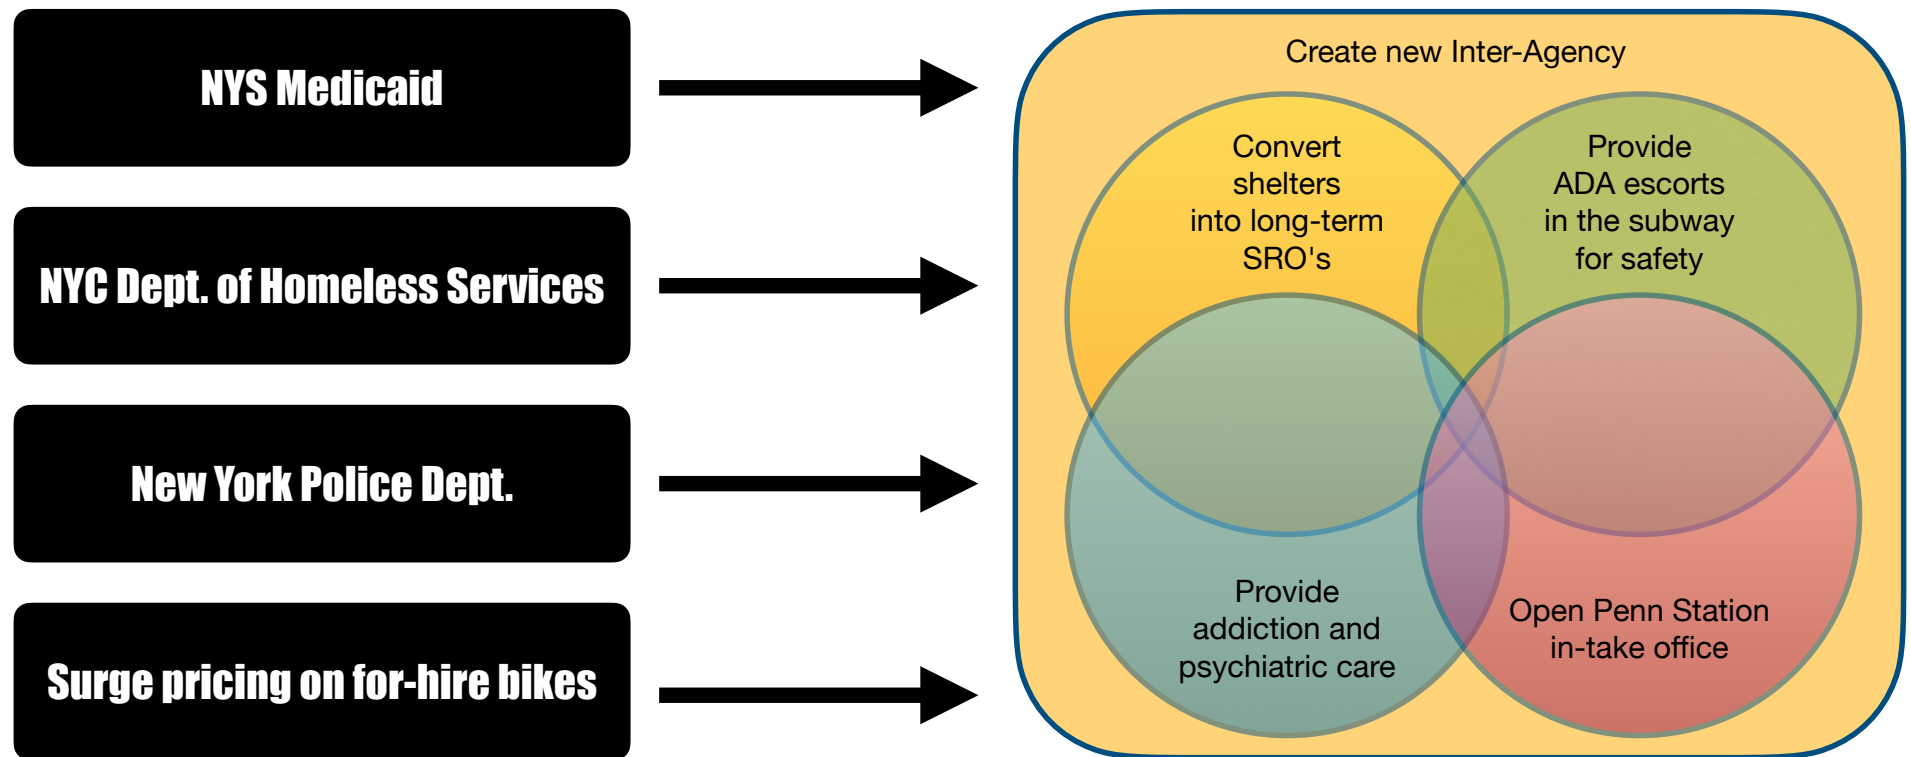 NYS Medicaid
NYC Dept. of Homeless Services
New York Police Dept.
Surge pricing on for-hire bikes
Create new Inter-Agency
Convert
shelters
into long-term
SRO's
Provide
ADA escorts
in the subway
for safety
Provide
addiction and
psychiatric care
Open Penn Station
in-take office